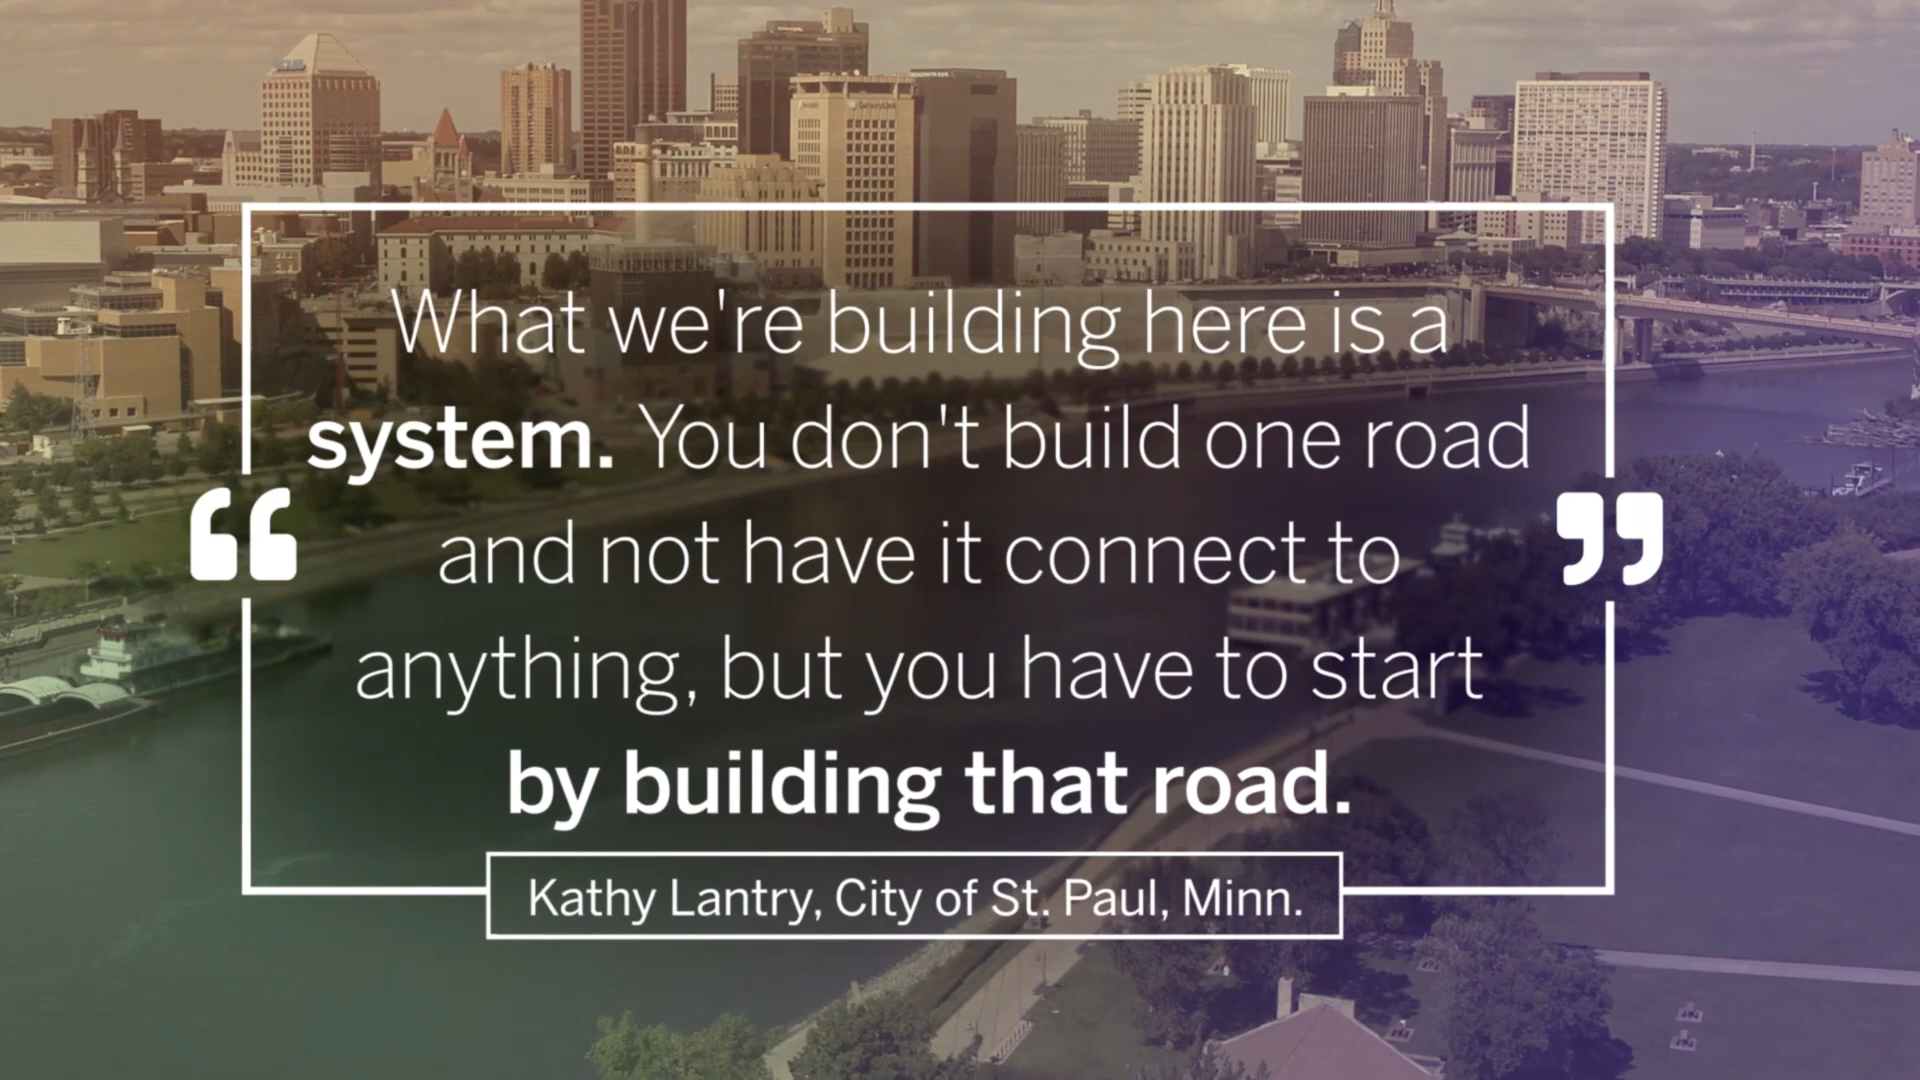 What we're building here is a
system. You don't build one road
and not have it connect to
anything, but you have to start
by building that road.
Kathy Lantry, City of St. Paul, Minn.
CenturyLink